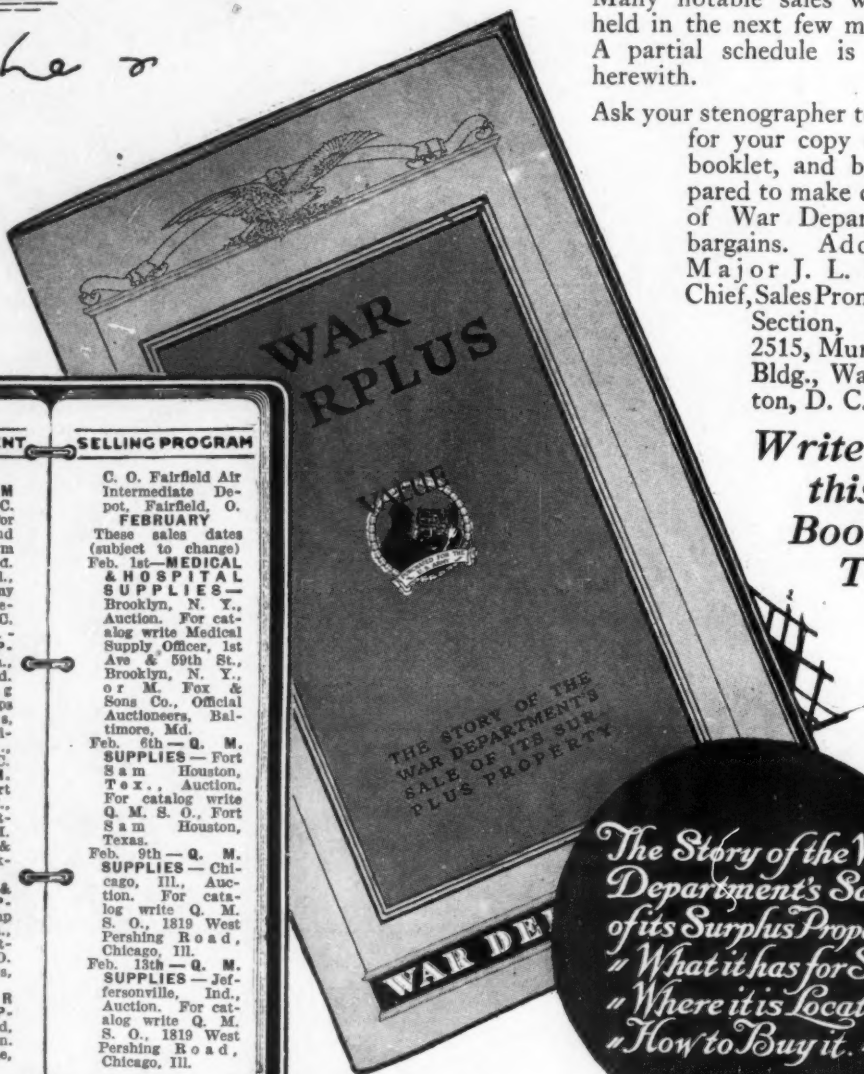 Many notable sales w
held in the next few m
A partial schedule is
herewith.
Ask your stenographer t
for your copy
booklet, and b
pared to make
of War Depar
bargains. Add
Major J. L.
Chief, Sales Pron
Section,
2515, Mun
Bldg., Wa
ton, D. C.
Write
this
Boo
T
WAR
RPLUS
VALUE
THE STORY OF THE
WAR DEPARTMENT'S
SALE OF ITS SUR-
PLUS PROPERTY
WAR DE
NT
SELLING PROGRAM
C. O. Fairfield Air
Intermediate De-
pot, Fairfield, O.
FEBRUARY
These sales dates
(subject to change)
Feb. 1st—MEDICAL
& HOSPITAL
SUPPLIES—
Brooklyn, N. Y.,
Auction. For cat-
alog write Medical
Supply Officer, 1st
Ave & 59th St.,
Brooklyn, N. Y.,
or M. Fox &
Sons Co., Official
Auctioneers, Bal-
timore, Md.
Feb. 6th — Q. M.
SUPPLIES — Fort
Sam Houston,
Tex., Auction.
For catalog write
Q. M. S. O., Fort
Sam Houston,
Texas.
Feb. 9th — Q. M.
SUPPLIES — Chi-
cago, Ill., Auc-
tion. For cata-
log write Q. M.
S. O., 1819 West
Pershing Road,
Chicago, Ill.
Feb. 13th — Q. M.
SUPPLIES — Jef-
fersonville, Ind.,
Auction. For cat-
alog write Q. M.
S. O., 1819 West
Pershing Road,
Chicago, Ill.
The Story of the W
Department's Sa
of its Surplus Prope
" What it has for S
" Where it is Locat
" How to Buy it.